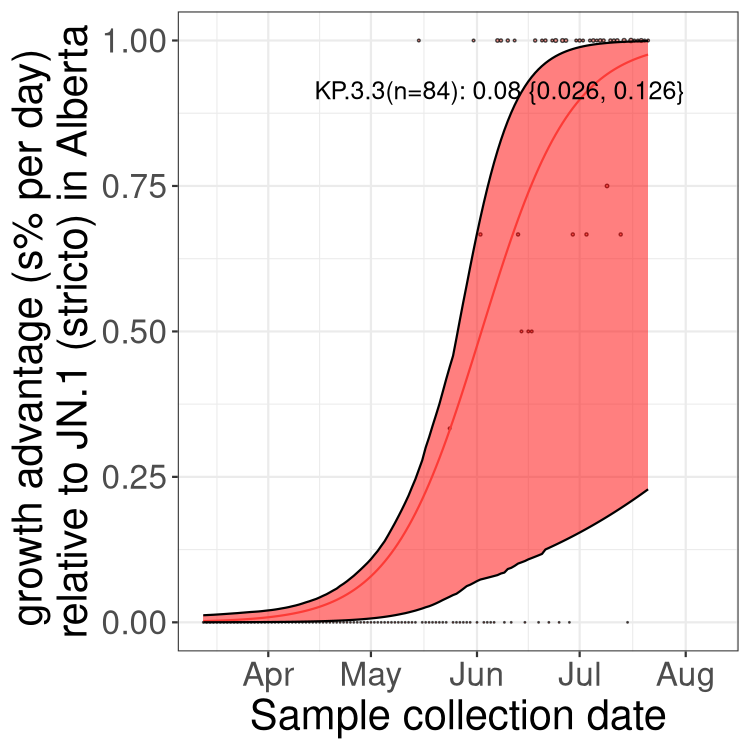 growth advantage (s% per day)
relative to JN.1 (stricto) in Alberta
1.00
0.75
0.50
0.25
0.00
KP.3.3(n=84): 0.08 {0.026, 0.126}
Apr May Jun Jul Aug
Sample collection date